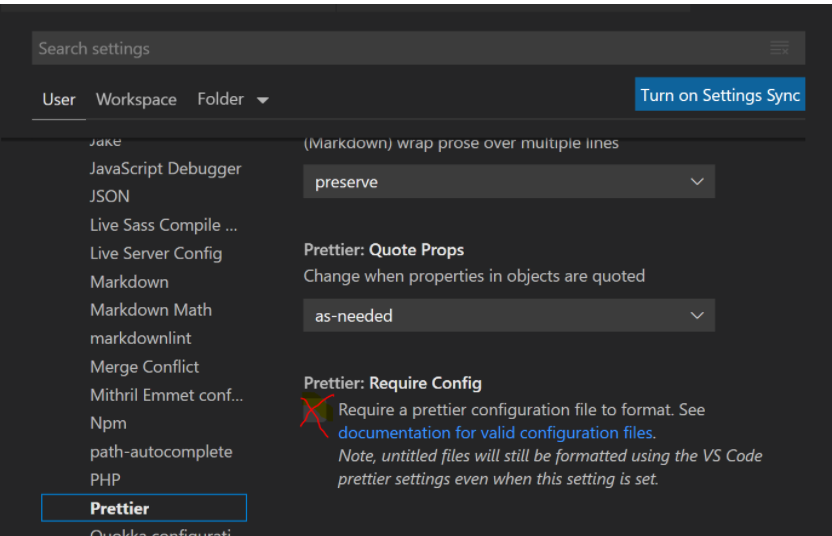 Search settings
User Workspace Folder
Turn on Settings Sync
Jake
JavaScript Debugger
JSON
Live Sass Compile ...
Live Server Config
Markdown
Markdown Math
markdownlint
Merge Conflict
Mithril Emmet conf...
Npm
path-autocomplete
PHP
Prettier
Quokka configurati...
(Markdown) wrap prose over multiple lines
preserve
Prettier: Quote Props
Change when properties in objects are quoted
as-needed
Prettier: Require Config
Require a prettier configuration file to format. See
documentation for valid configuration files.
Note, untitled files will still be formatted using the VS Code
prettier settings even when this setting is set.